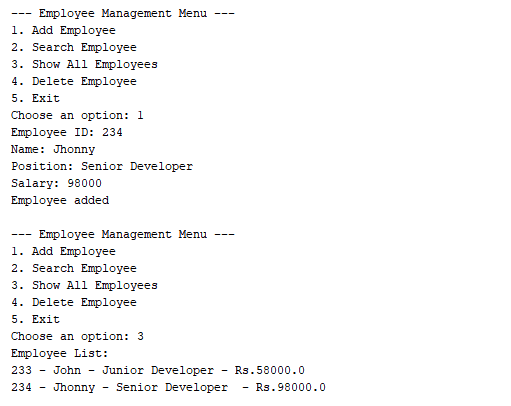 --- Employee Management Menu ---
1. Add Employee
2. Search Employee
3. Show All Employees
4. Delete Employee
5. Exit
Choose an option: 1
Employee ID: 234
Name: Jhonny
Position: Senior Developer
Salary: 98000
Employee added

--- Employee Management Menu ---
1. Add Employee
2. Search Employee
3. Show All Employees
4. Delete Employee
5. Exit
Choose an option: 3
Employee List:
233 - John - Junior Developer - Rs.58000.0
234 - Jhonny - Senior Developer  - Rs.98000.0